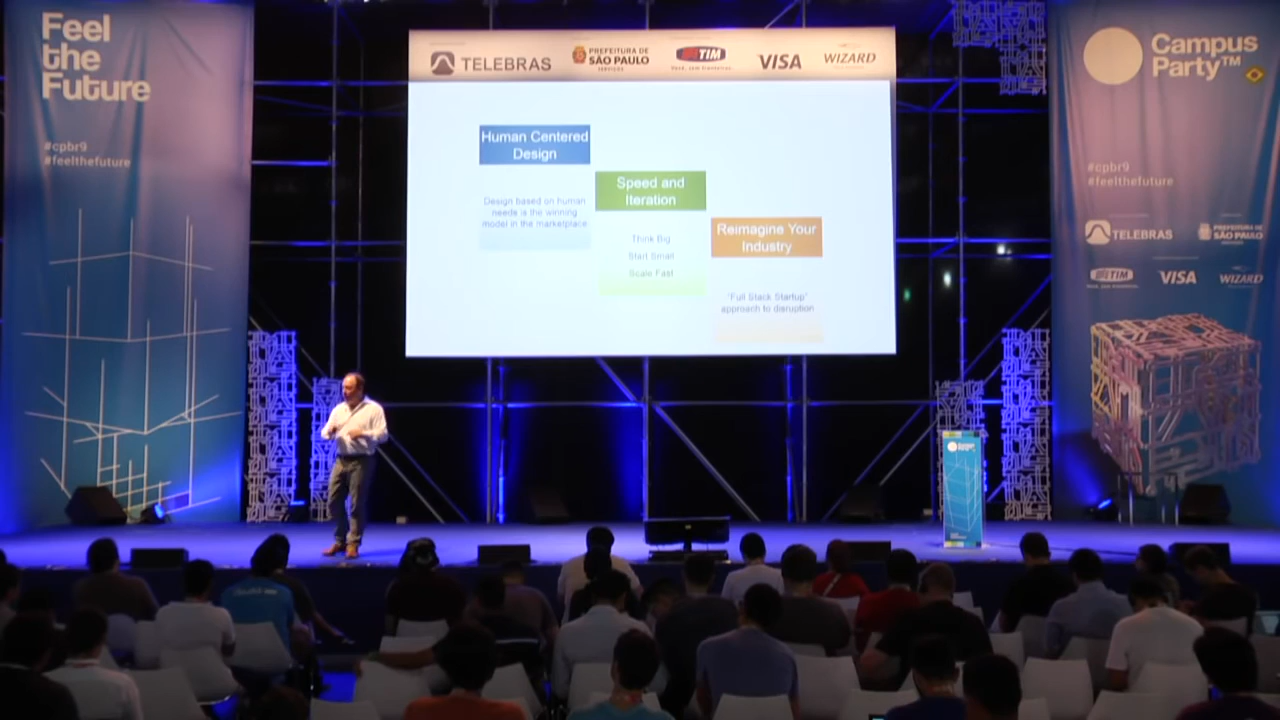 Feel
the
Future
#cpbr9
#feelthefuture
TELEBRAS
PREFEITURA DE
SÃO PAULO
SERVIÇOS
TIM
VISA
WIZARD
Human Centered
Design
Design based on human
needs is the winning
model in the marketplace
Speed and
Iteration
Think Big
Start Small
Scale Fast
Reimagine Your
Industry
"Full Stack Startup"
approach to disruption
Campus
Party™
#cpbr9
#feelthefuture
TELEBRAS
PREFEITURA DE
SÃO PAULO
TIM
VISA
WIZARD
Campus
Party